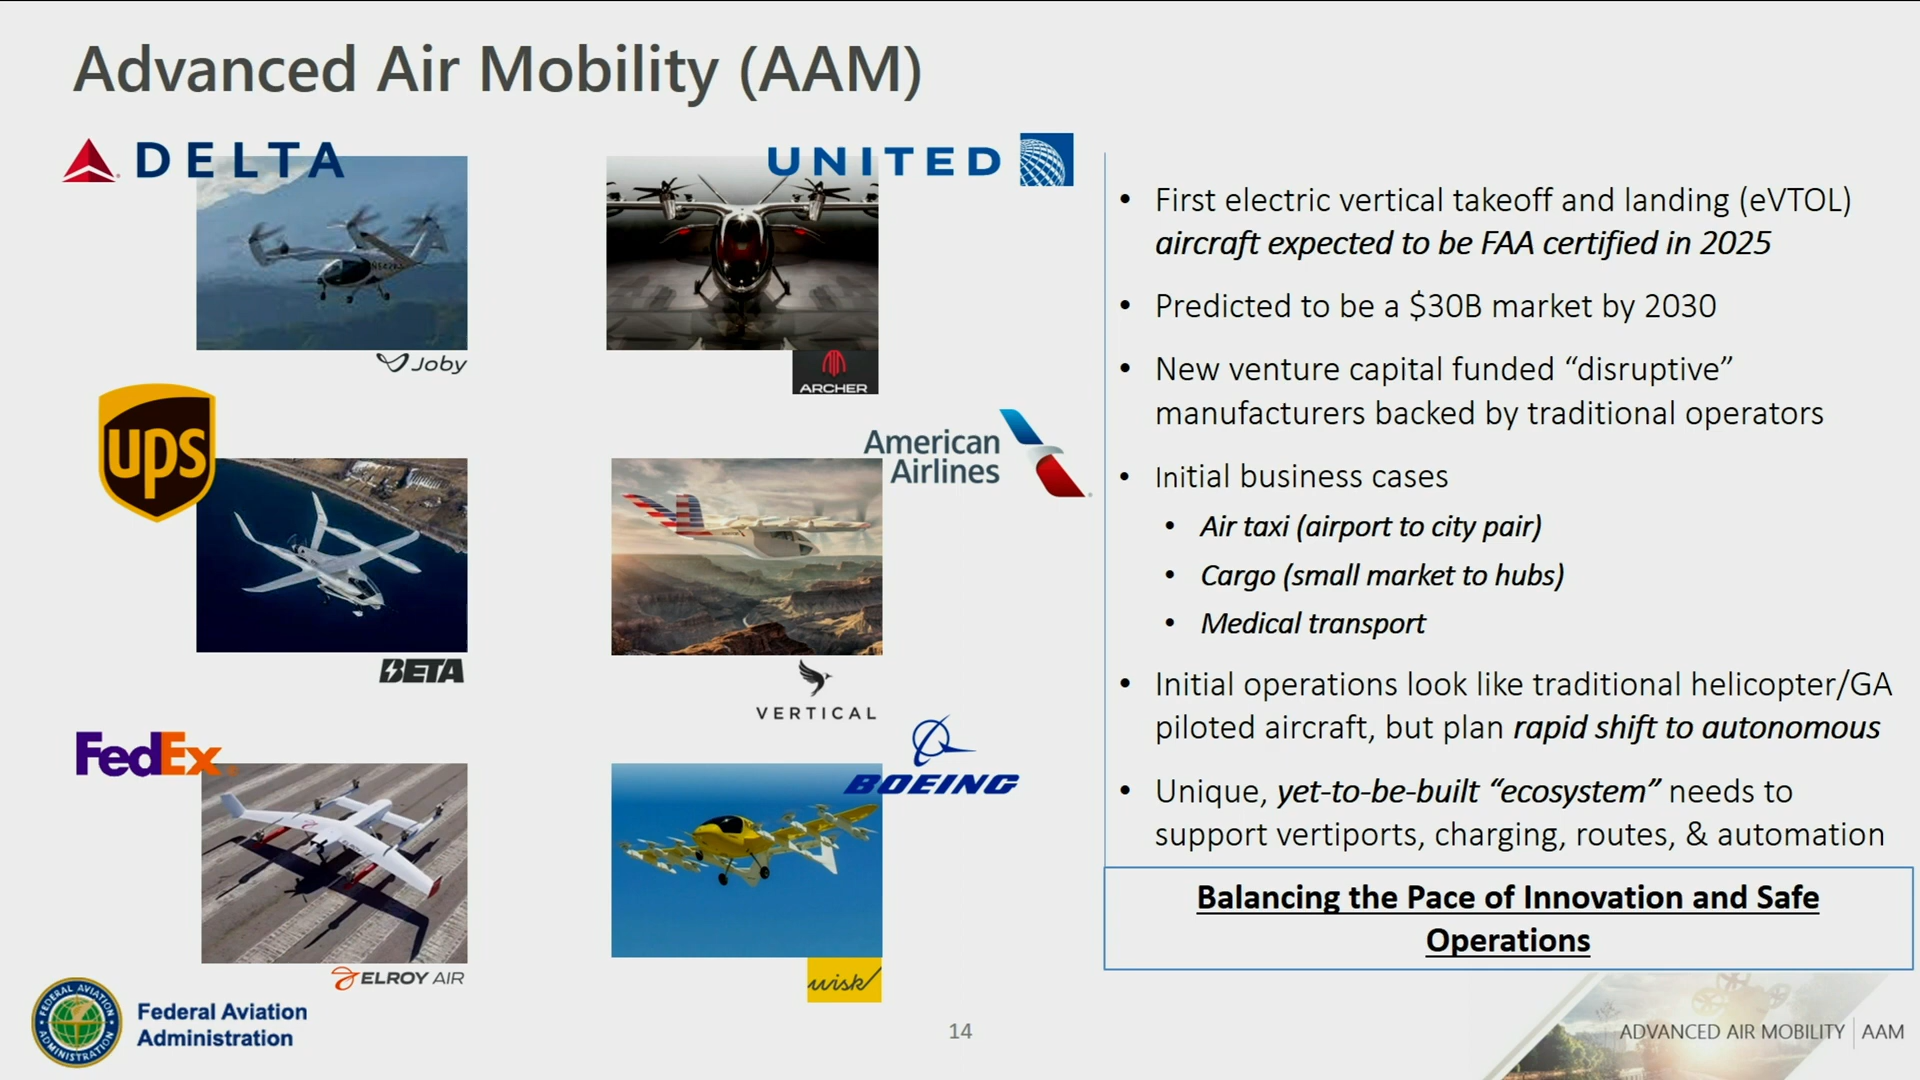 Advanced Air Mobility (AAM)
DELTA
Joby
UNITED
ARCHER
ups
BETA
American
Airlines
VERTICAL
FedEx
ELROY AIR
BOEING
wisk
• First electric vertical takeoff and landing (eVTOL)
aircraft expected to be FAA certified in 2025
• Predicted to be a $30B market by 2030
• New venture capital funded “disruptive”
manufacturers backed by traditional operators
• Initial business cases
• Air taxi (airport to city pair)
• Cargo (small market to hubs)
• Medical transport
• Initial operations look like traditional helicopter/GA
piloted aircraft, but plan rapid shift to autonomous
• Unique, yet-to-be-built “ecosystem” needs to
support vertiports, charging, routes, & automation
Balancing the Pace of Innovation and Safe
Operations
FEDERAL AVIATION
ADMINISTRATION
Federal Aviation
Administration
14
ADVANCED AIR MOBILITY | AAM